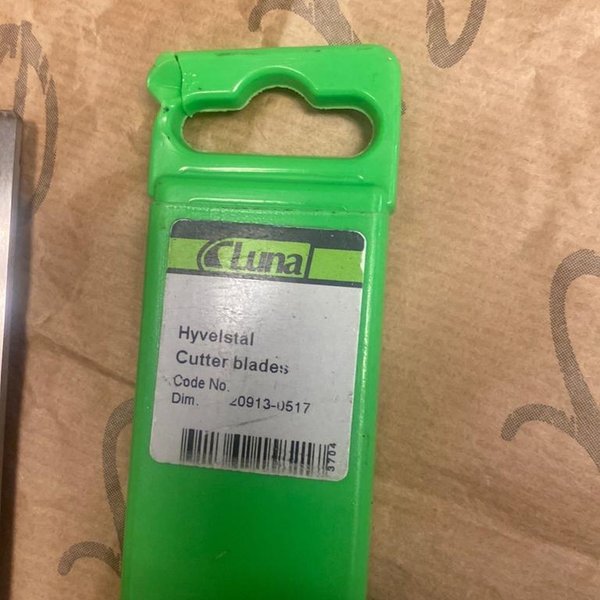 Luna
Hyvelstål
Cutter blades
Code No.
Dim. 20913-0517
3704